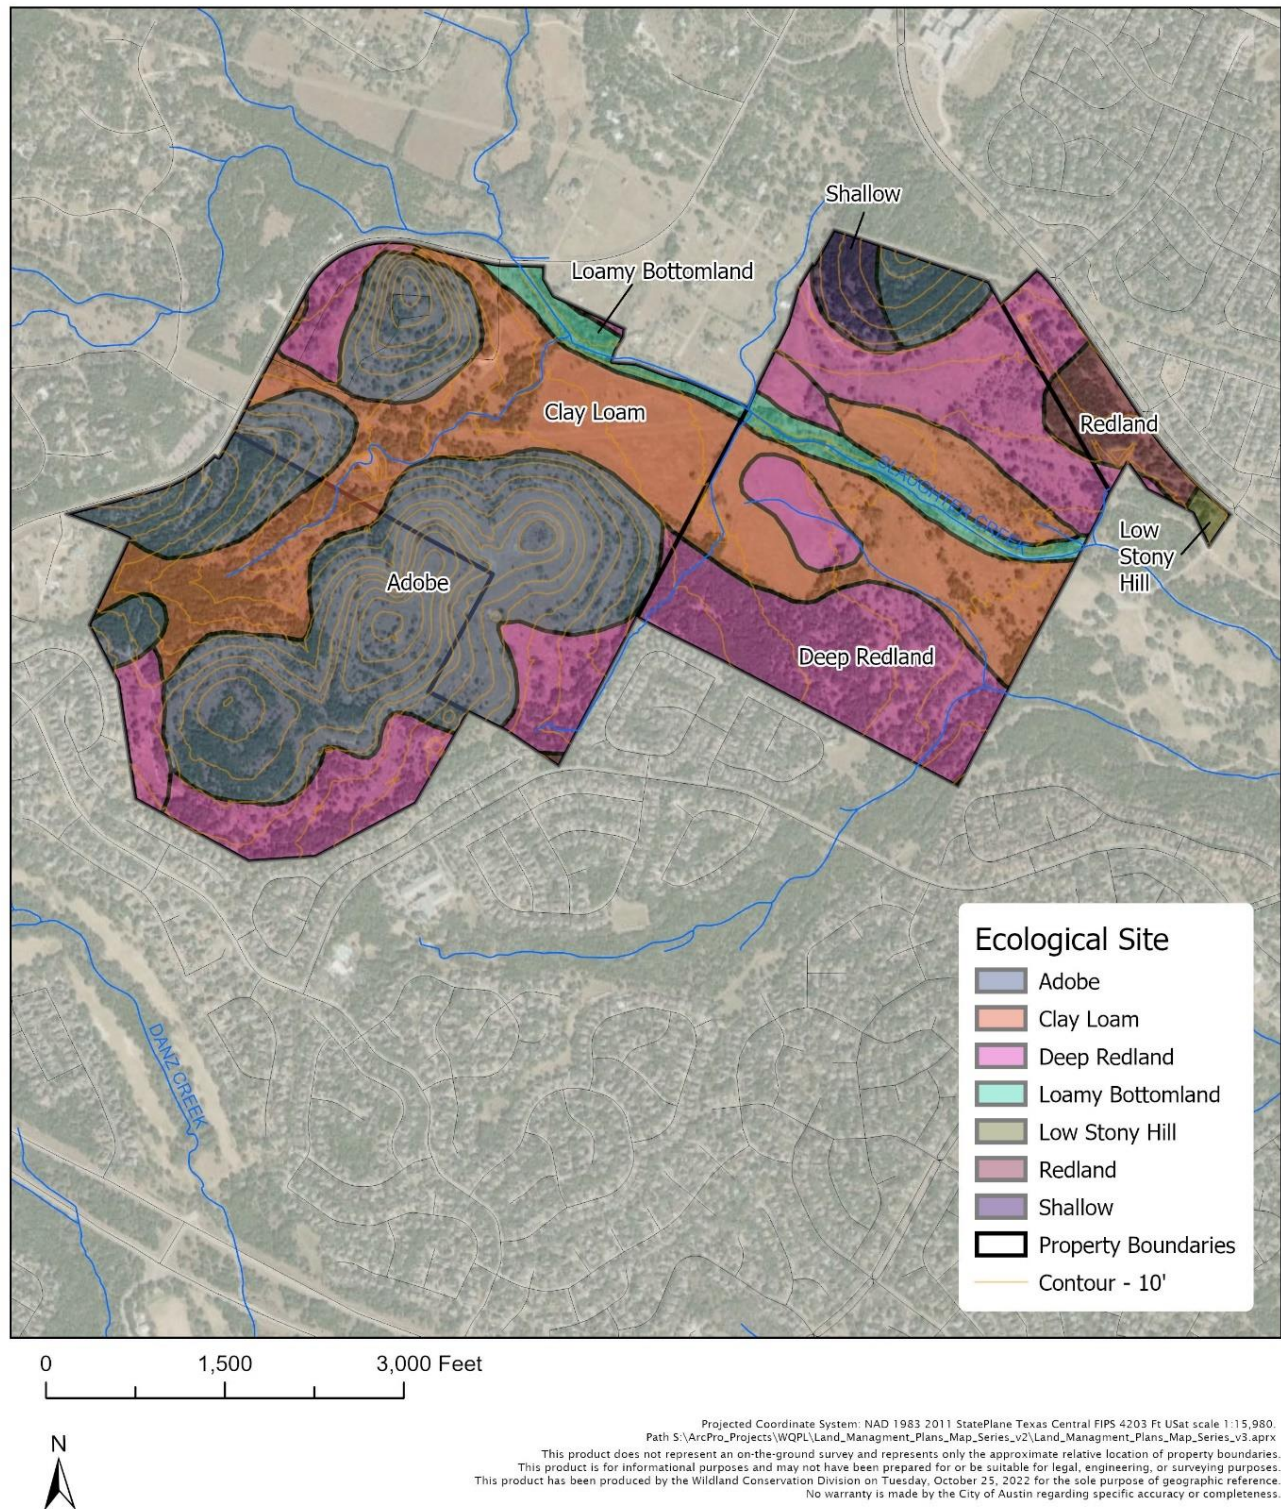 Shallow
Loamy Bottomland
Clay Loam
Redland
SLAUGHTER CREEK
Low
Stony
Hill
Adobe
Deep Redland
DANZ CREEK
Ecological Site
Adobe
Clay Loam
Deep Redland
Loamy Bottomland
Low Stony Hill
Redland
Shallow
Property Boundaries
Contour - 10'
0 1,500 3,000 Feet
N
Projected Coordinate System: NAD 1983 2011 StatePlane Texas Central FIPS 4203 Ft USat scale 1:15,980.
Path S:\ArcPro_Projects\WQPL\Land_Managment_Plans_Map_Series_v2\Land_Managment_Plans_Map_Series_v3.aprx
This product does not represent an on-the-ground survey and represents only the approximate relative location of property boundaries.
This product is for informational purposes and may not have been prepared for or be suitable for legal, engineering, or surveying purposes.
This product has been produced by the Wildland Conservation Division on Tuesday, October 25, 2022 for the sole purpose of geographic reference.
No warranty is made by the City of Austin regarding specific accuracy or completeness.